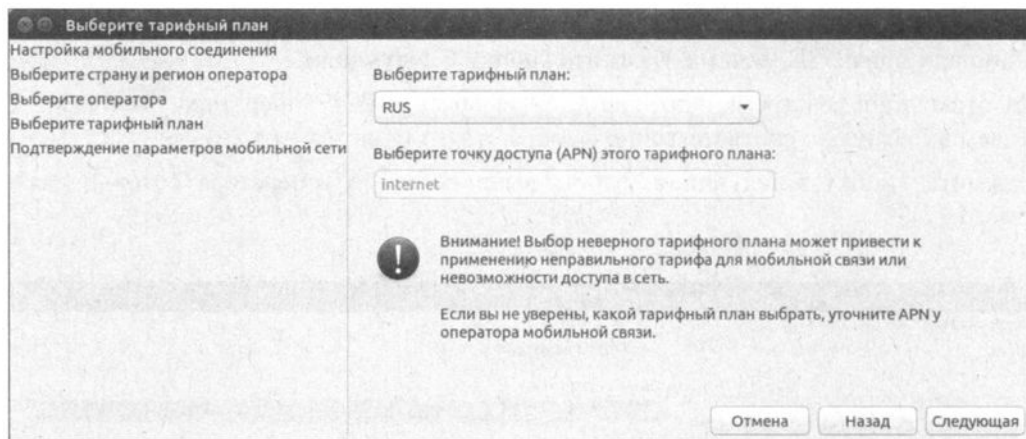 Выберите тарифный план
Настройка мобильного соединения
Выберите страну и регион оператора
Выберите оператора
Выберите тарифный план
Подтверждение параметров мобильной сети
Выберите тарифный план:
RUS
Выберите точку доступа (APN) этого тарифного плана:
internet
Внимание! Выбор неверного тарифного плана может привести к
применению неправильного тарифа для мобильной связи или
невозможности доступа в сеть.
Если вы не уверены, какой тарифный план выбрать, уточните APN у
оператора мобильной связи.
Отмена
Назад
Следующая